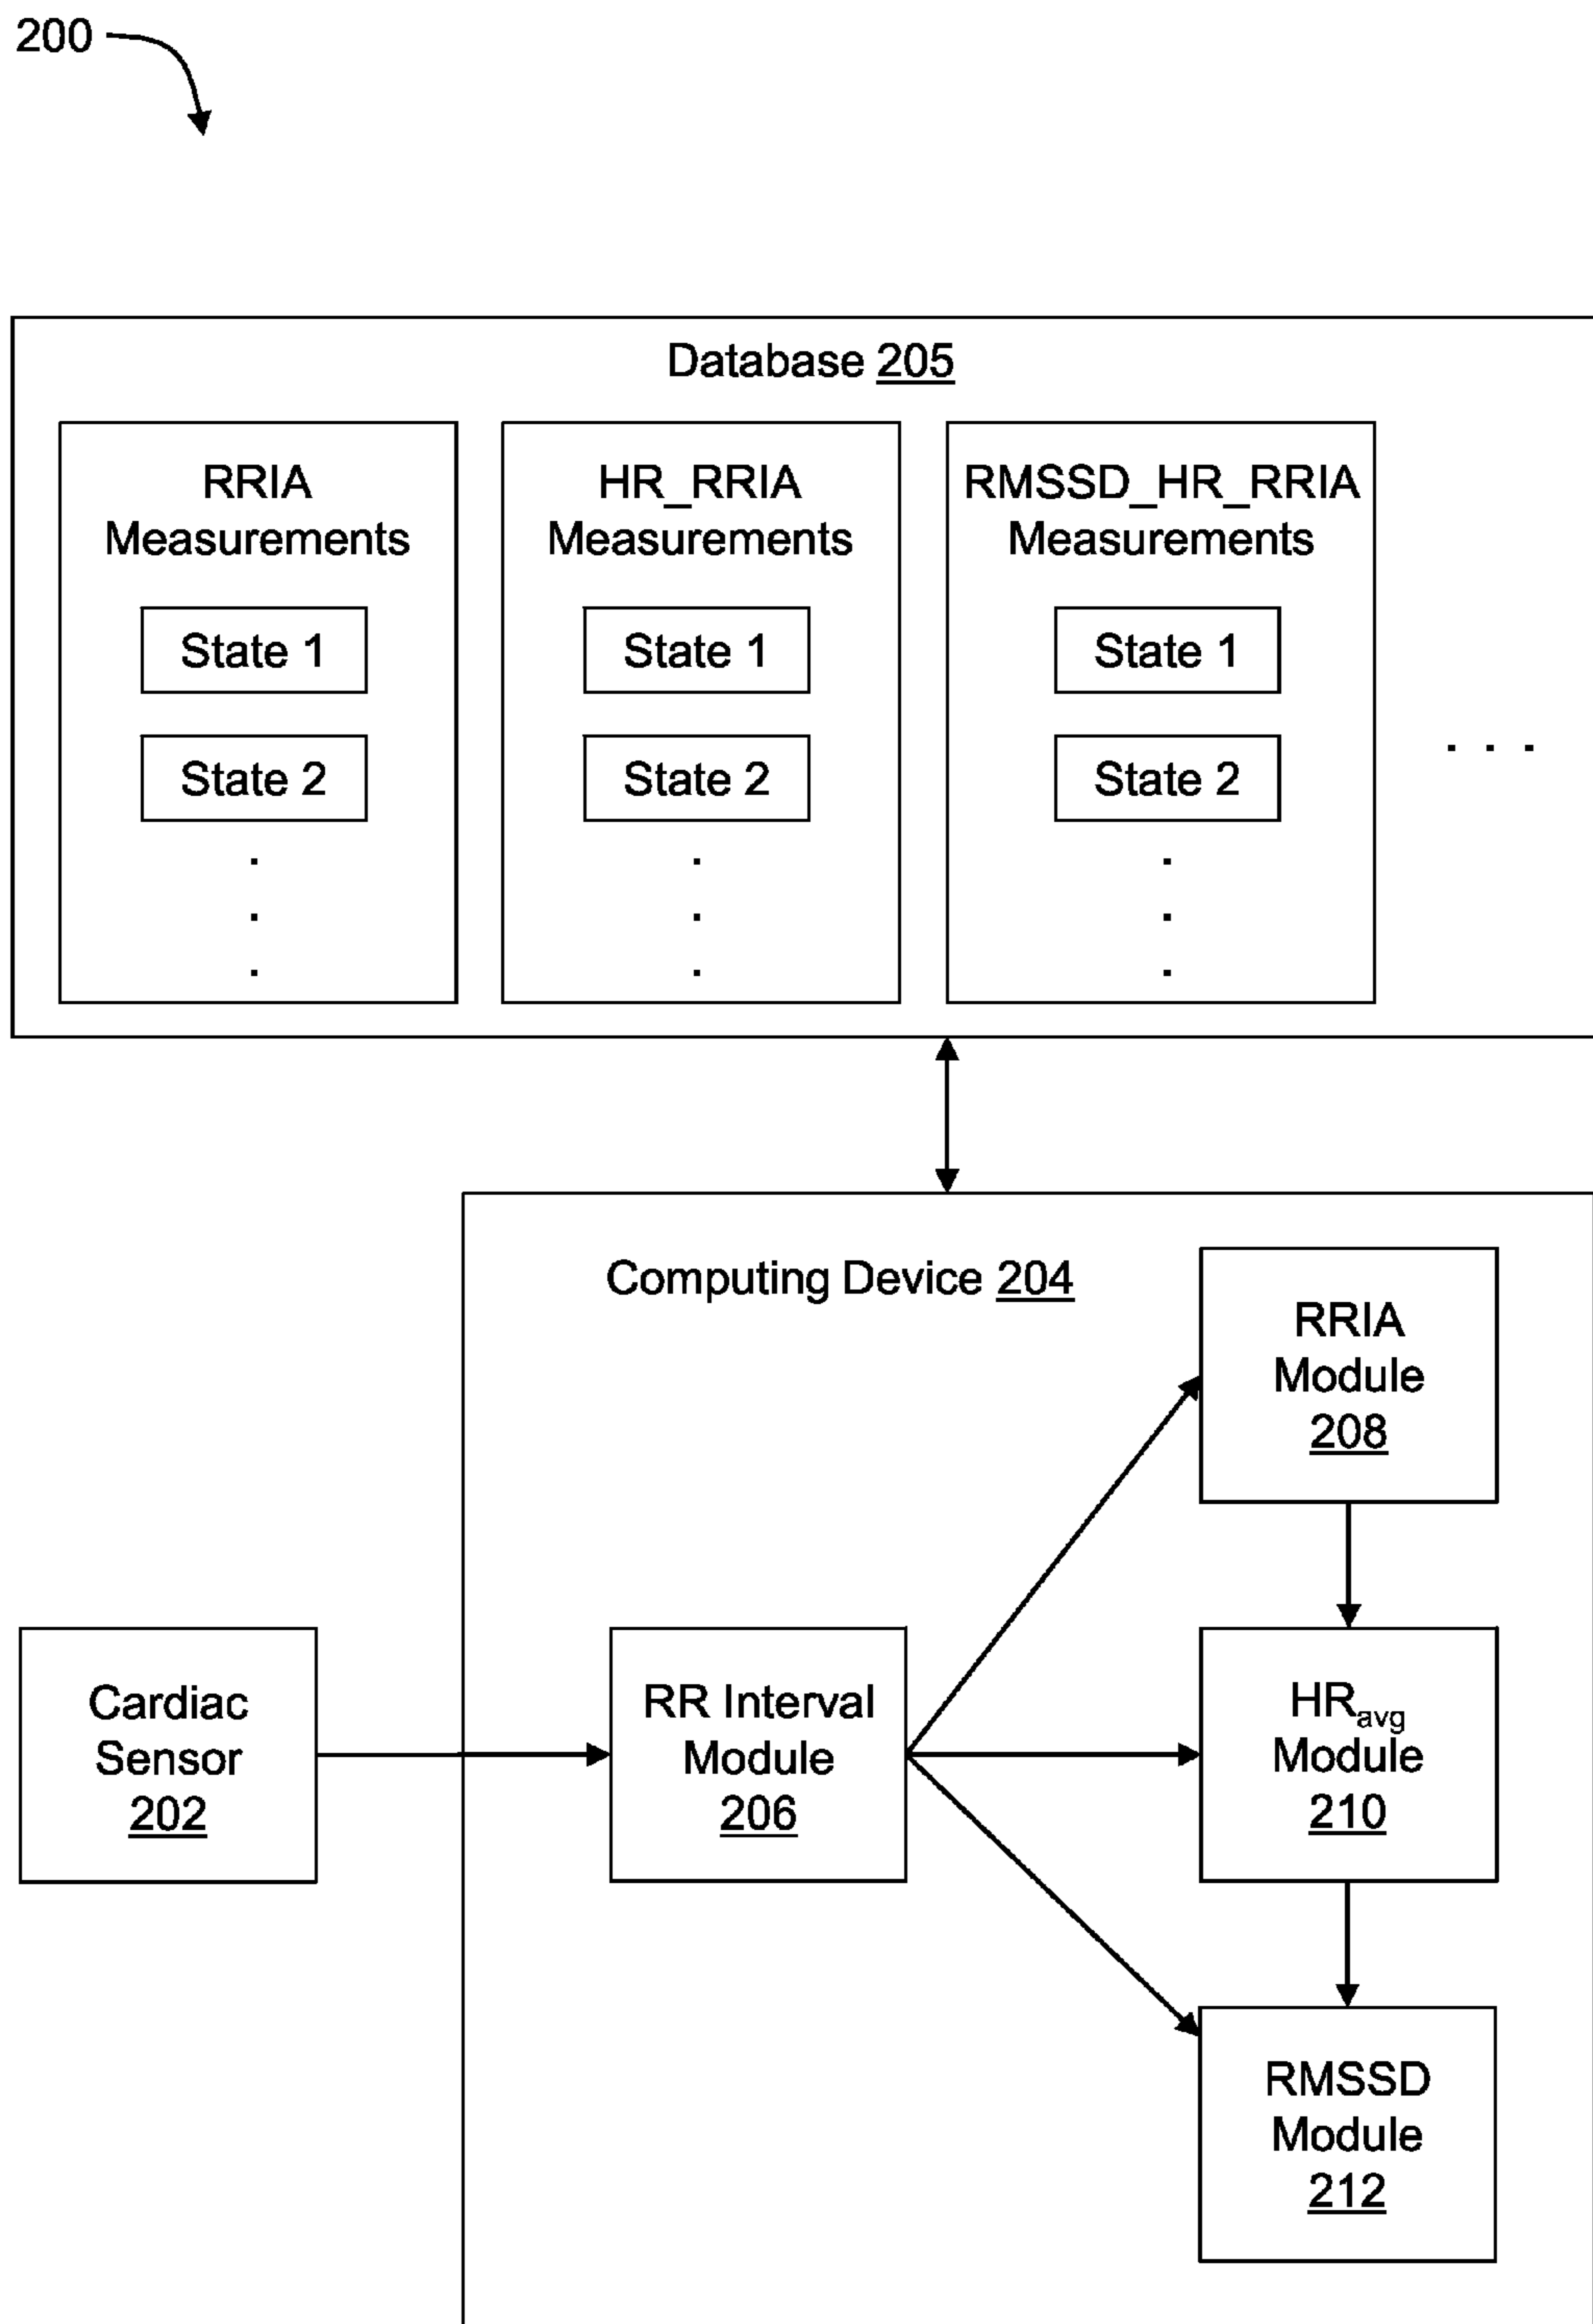 200
Database 205
RRIA
Measurements
State 1
State 2
HR_RRIA
Measurements
State 1
State 2
RMSSD_HR_RRIA
Measurements
State 1
State 2
. . .
Computing Device 204
RRIA
Module
208
Cardiac
Sensor
202
RR Interval
Module
206
HRavg
Module
210
RMSSD
Module
212